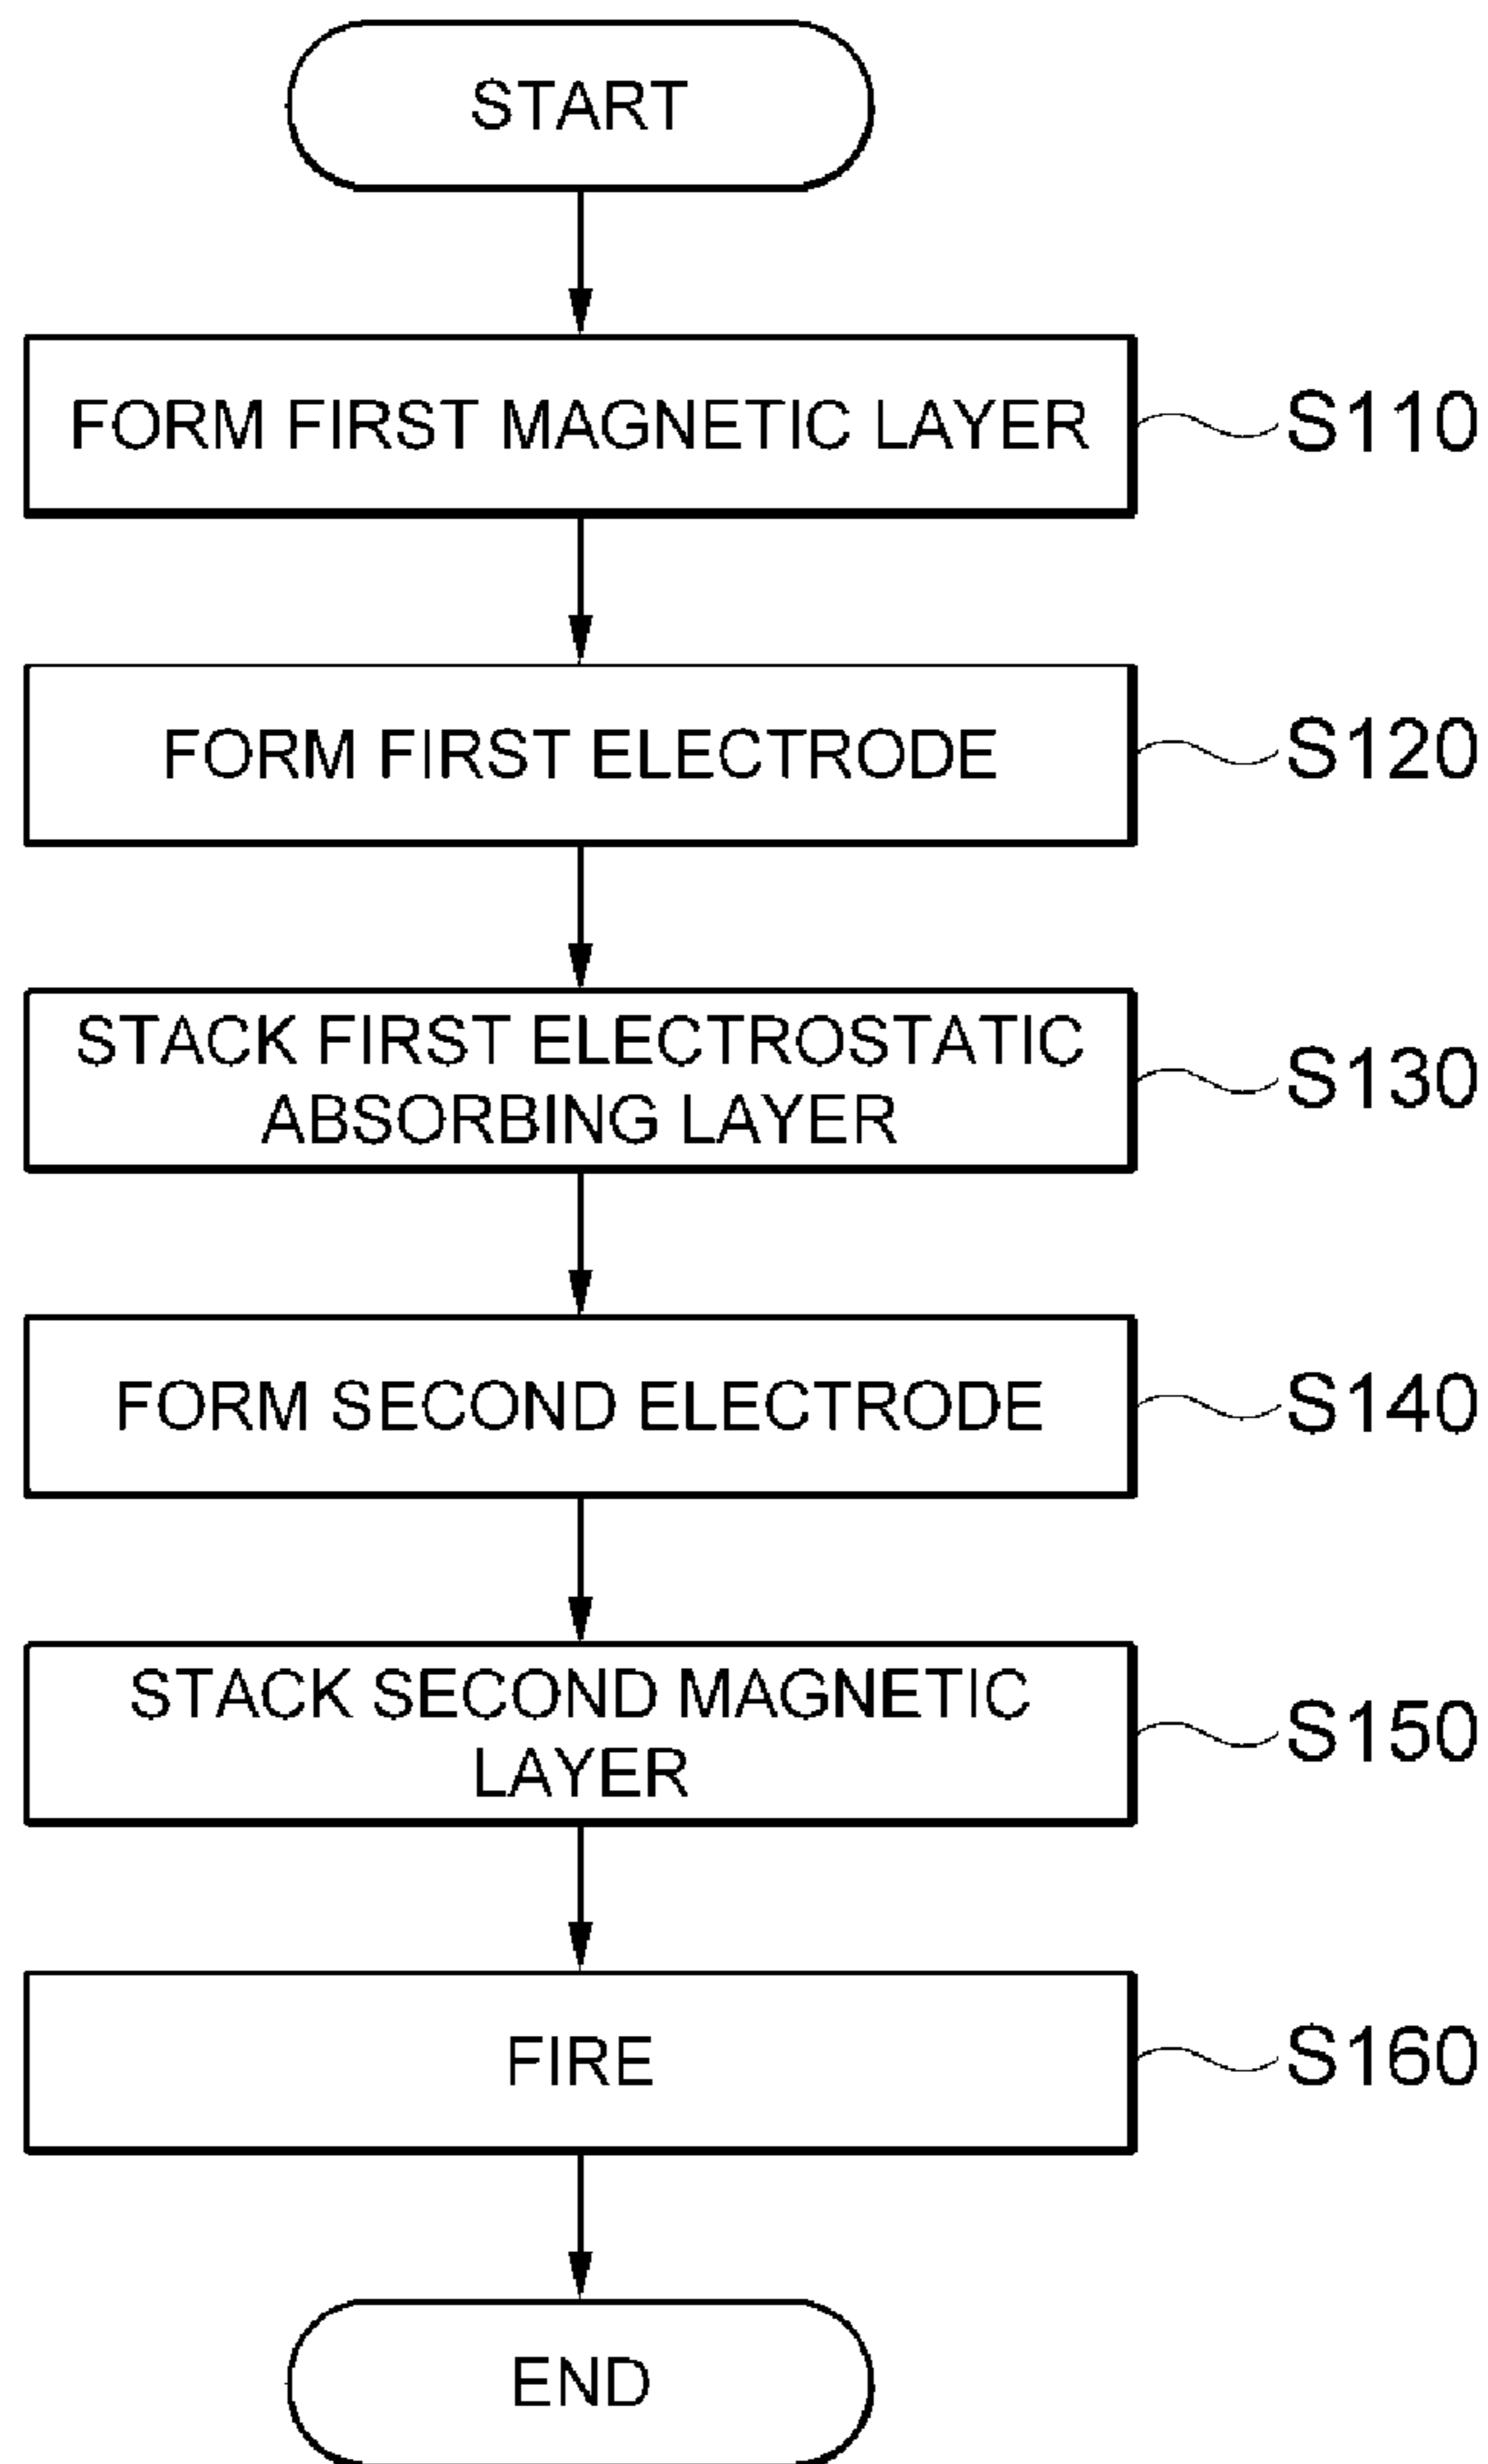 START
FORM FIRST MAGNETIC LAYER
S110
FORM FIRST ELECTRODE
S120
STACK FIRST ELECTROSTATIC
ABSORBING LAYER
S130
FORM SECOND ELECTRODE
S140
STACK SECOND MAGNETIC
LAYER
S150
FIRE
S160
END